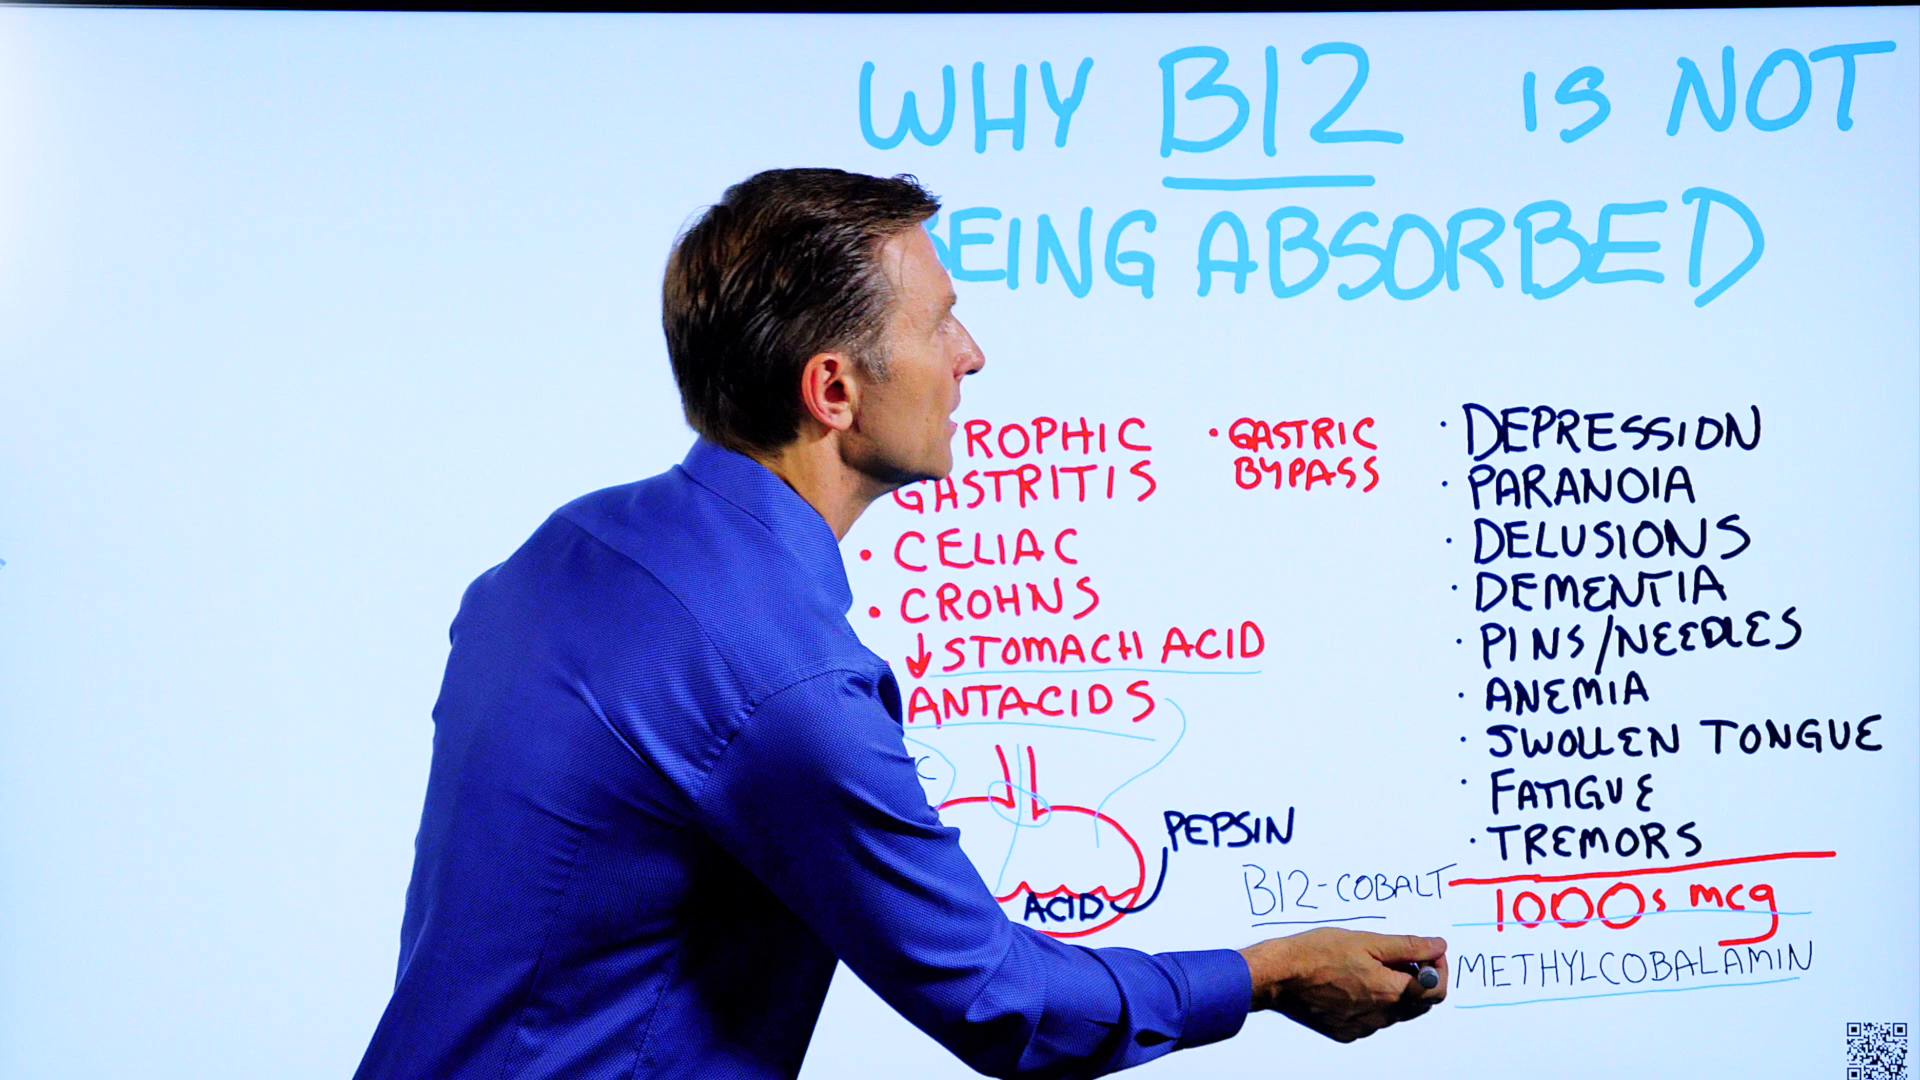 WHY B12 IS NOT
BEING ABSORBED
ROPHIC
GASTRITIS
• CELIAC
• CROHNS
↓ STOMACH ACID
ANTACIDS
• GASTRIC
BYPASS
C
PEPSIN
ACID
B12-COBALT
· DEPRESSION
· PARANOIA
· DELUSIONS
· DEMENTIA
· PINS/NEEDLES
· ANEMIA
· SWOLLEN TONGUE
· FATIGUE
· TREMORS
1000s mcg
METHYLCOBALAMIN